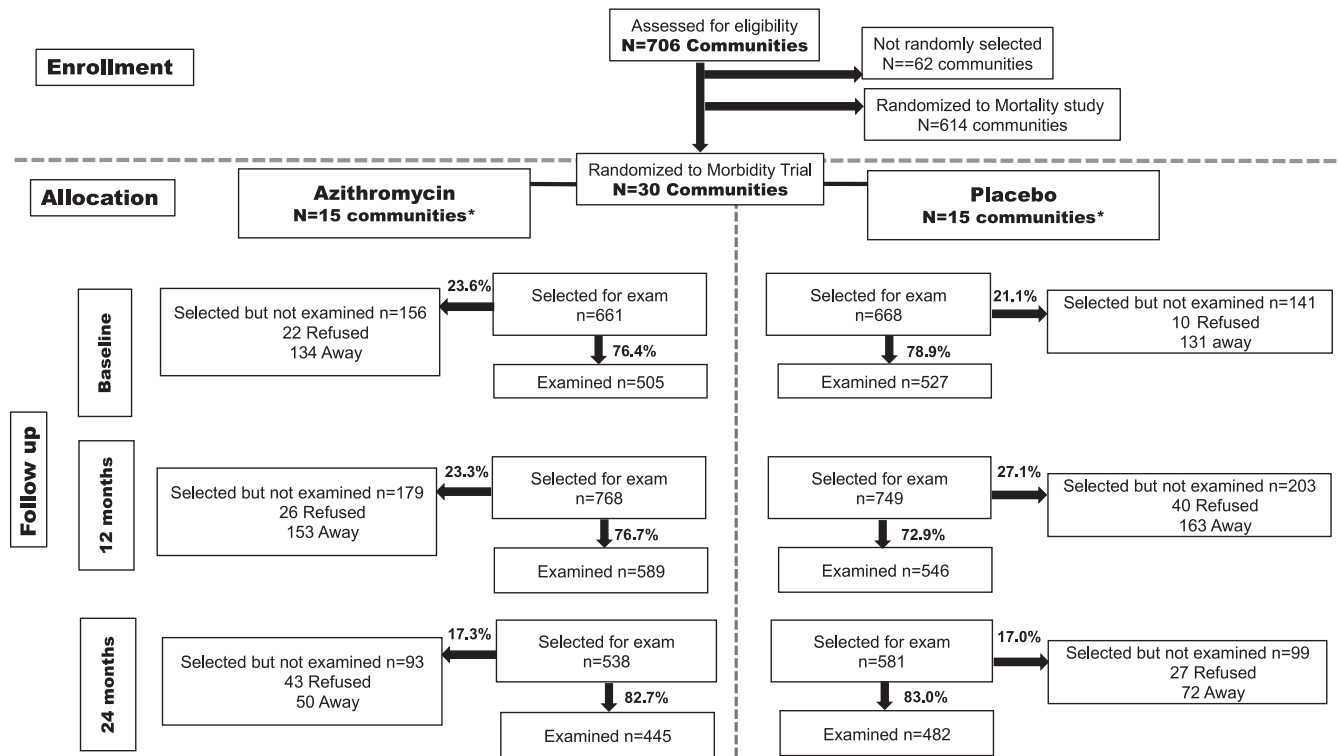 Enrollment
Assessed for eligibility
N=706 Communities
Not randomly selected
N==62 communities
Randomized to Mortality study
N=614 communities
Randomized to Morbidity Trial
N=30 Communities
Allocation
Azithromycin
N=15 communities*
Placebo
N=15 communities*
Follow up
Baseline
Selected but not examined n=156
22 Refused
134 Away
23.6%
Selected for exam
n=661
76.4%
Examined n=505
Selected for exam
n=668
21.1%
Selected but not examined n=141
10 Refused
131 away
78.9%
Examined n=527
12 months
Selected but not examined n=179
26 Refused
153 Away
23.3%
Selected for exam
n=768
76.7%
Examined n=589
Selected for exam
n=749
27.1%
Selected but not examined n=203
40 Refused
163 Away
72.9%
Examined n=546
24 months
Selected but not examined n=93
43 Refused
50 Away
17.3%
Selected for exam
n=538
82.7%
Examined n=445
Selected for exam
n=581
17.0%
Selected but not examined n=99
27 Refused
72 Away
83.0%
Examined n=482